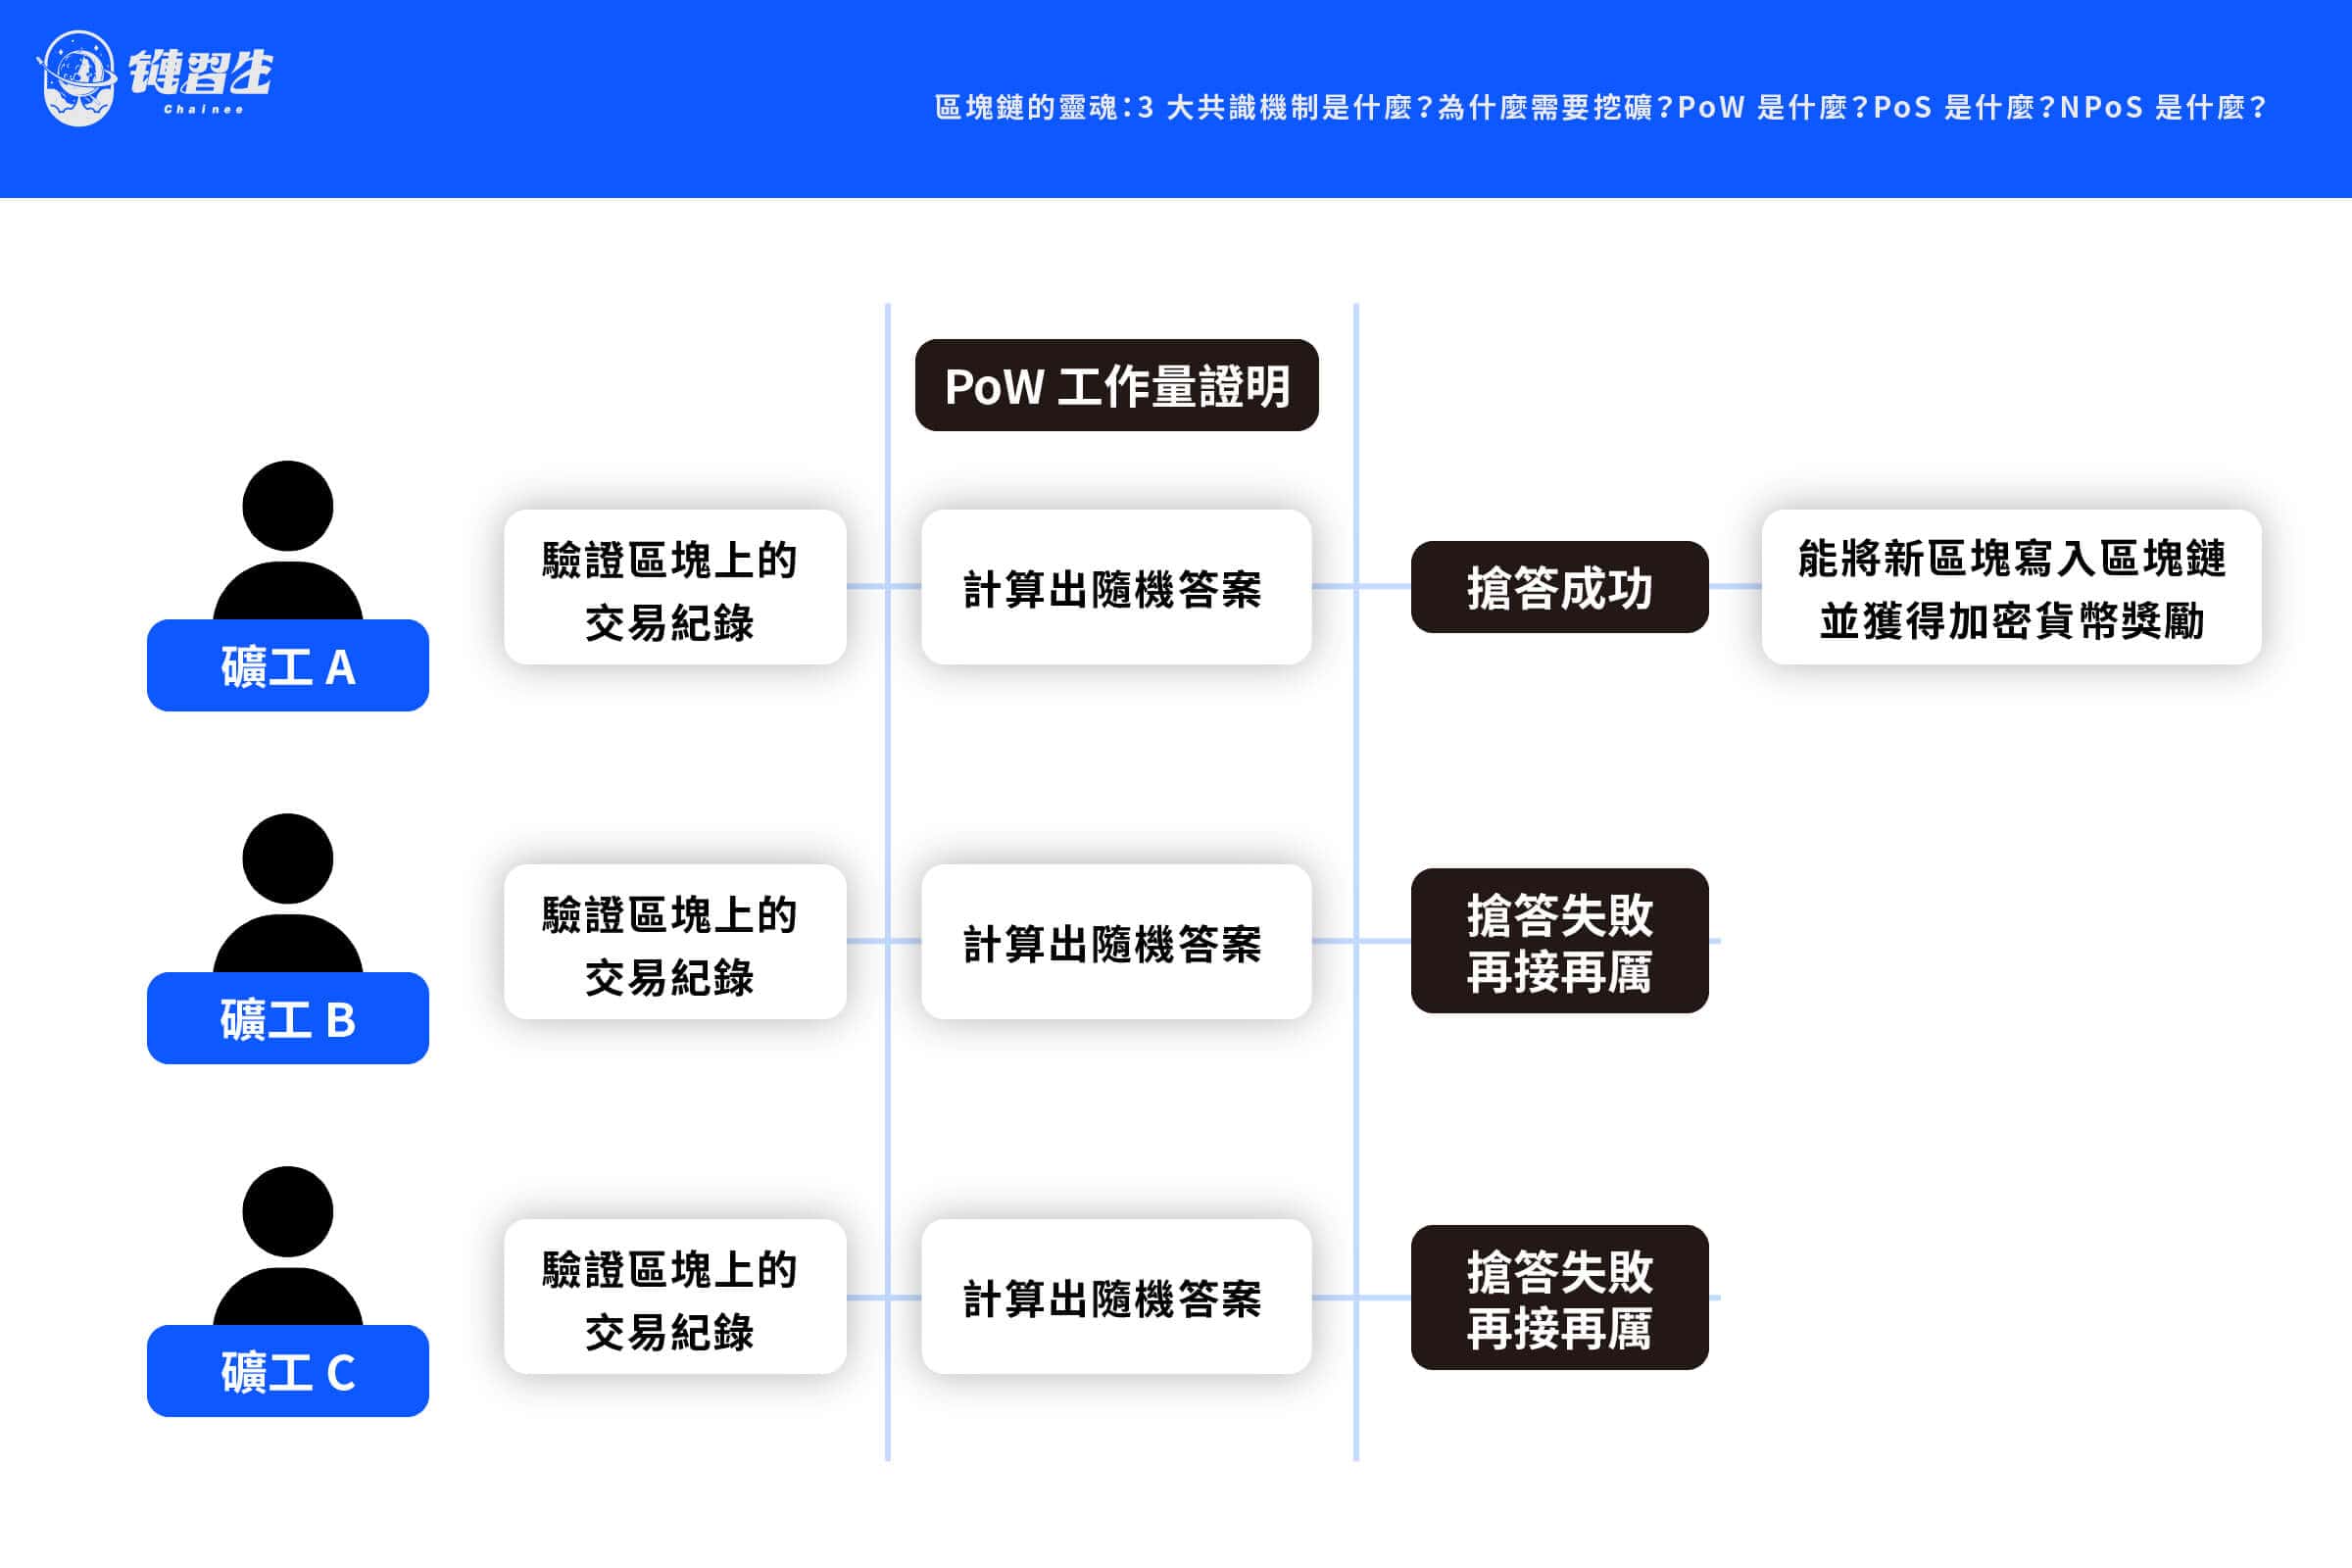 鏈習生
Chainee
區塊鏈的靈魂：3 大共識機制是什麼？為什麼需要挖礦？PoW 是什麼？PoS 是什麼？NPoS 是什麼？
PoW 工作量證明
礦工 A
驗證區塊上的
交易紀錄
計算出隨機答案
搶答成功
能將新區塊寫入區塊鏈
並獲得加密貨幣獎勵
礦工 B
驗證區塊上的
交易紀錄
計算出隨機答案
搶答失敗
再接再厲
礦工 C
驗證區塊上的
交易紀錄
計算出隨機答案
搶答失敗
再接再厲